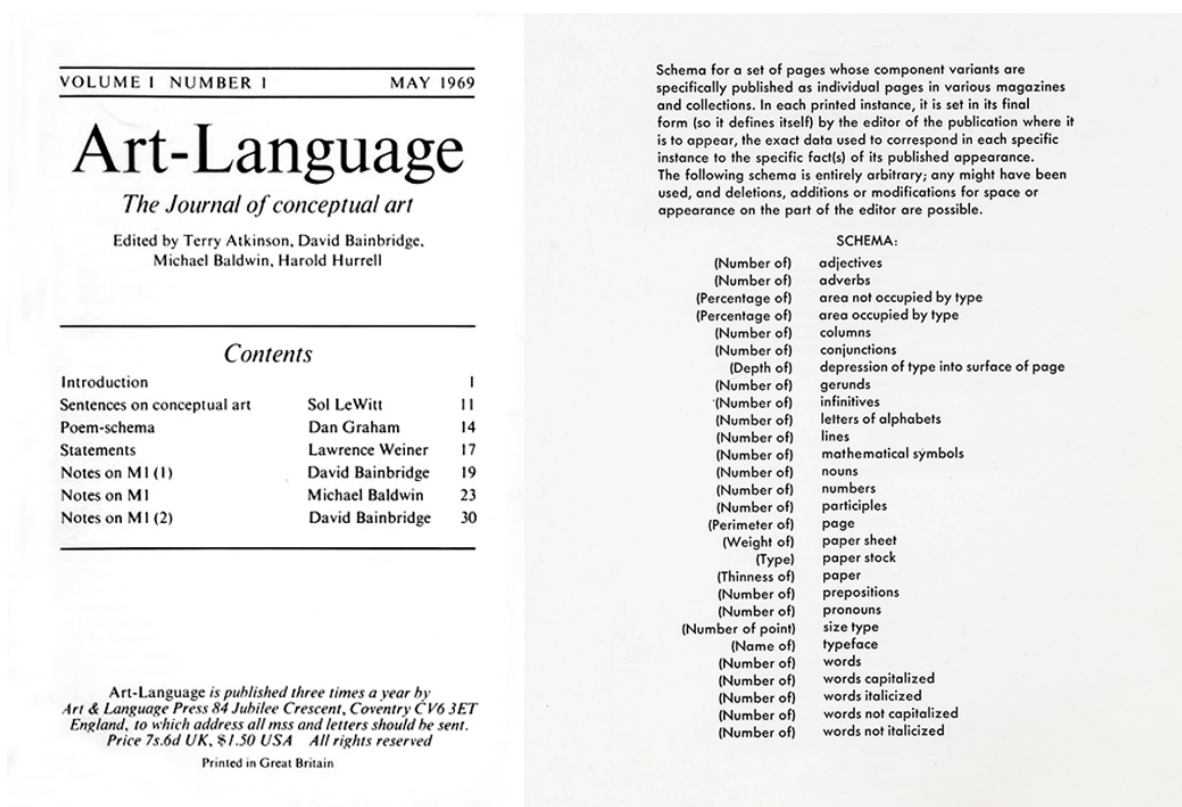 VOLUME 1 NUMBER 1 MAY 1969
Art-Language
The Journal of conceptual art
Edited by Terry Atkinson, David Bainbridge,
Michael Baldwin, Harold Hurrell
Contents
Introduction 1
Sentences on conceptual art Sol LeWitt 11
Poem-schema Dan Graham 14
Statements Lawrence Weiner 17
Notes on M1 (1) David Bainbridge 19
Notes on M1 Michael Baldwin 23
Notes on M1 (2) David Bainbridge 30
Art-Language is published three times a year by
Art & Language Press 84 Jubilee Crescent, Coventry CV6 3ET
England, to which address all mss and letters should be sent.
Price 7s.6d UK, $1.50 USA All rights reserved
Printed in Great Britain
Schema for a set of pages whose component variants are
specifically published as individual pages in various magazines
and collections. In each printed instance, it is set in its final
form (so it defines itself) by the editor of the publication where it
is to appear, the exact data used to correspond in each specific
instance to the specific fact(s) of its published appearance.
The following schema is entirely arbitrary; any might have been
used, and deletions, additions or modifications for space or
appearance on the part of the editor are possible.
SCHEMA:
(Number of) adjectives
(Number of) adverbs
(Percentage of) area not occupied by type
(Percentage of) area occupied by type
(Number of) columns
(Number of) conjunctions
(Depth of) depression of type into surface of page
(Number of) gerunds
(Number of) infinitives
(Number of) letters of alphabets
(Number of) lines
(Number of) mathematical symbols
(Number of) nouns
(Number of) numbers
(Number of) participles
(Perimeter of) page
(Weight of) paper sheet
(Type) paper stock
(Thinness of) paper
(Number of) prepositions
(Number of) pronouns
(Number of point) size type
(Name of) typeface
(Number of) words
(Number of) words capitalized
(Number of) words italicized
(Number of) words not capitalized
(Number of) words not italicized